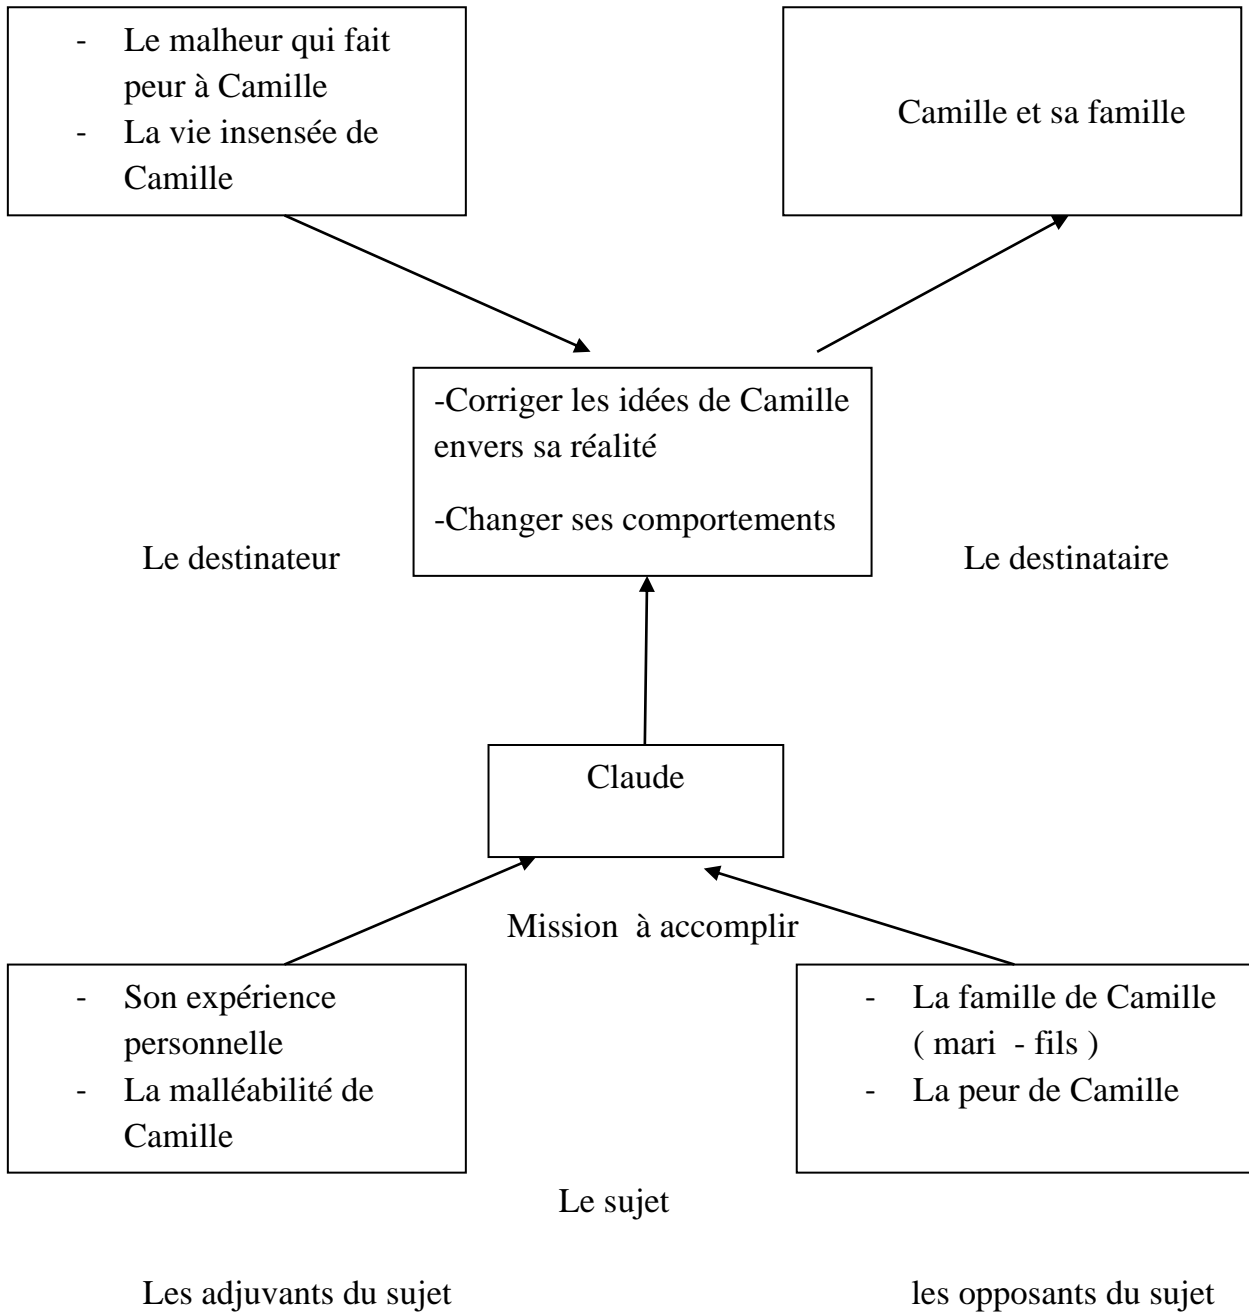 - Le malheur qui fait
peur à Camille
- La vie insensée de
Camille
Camille et sa famille
-Corriger les idées de Camille
envers sa réalité
-Changer ses comportements
Le destinateur
Le destinataire
Claude
Mission à accomplir
- Son expérience
personnelle
- La malléabilité de
Camille
- La famille de Camille
( mari - fils )
- La peur de Camille
Le sujet
Les adjuvants du sujet
les opposants du sujet